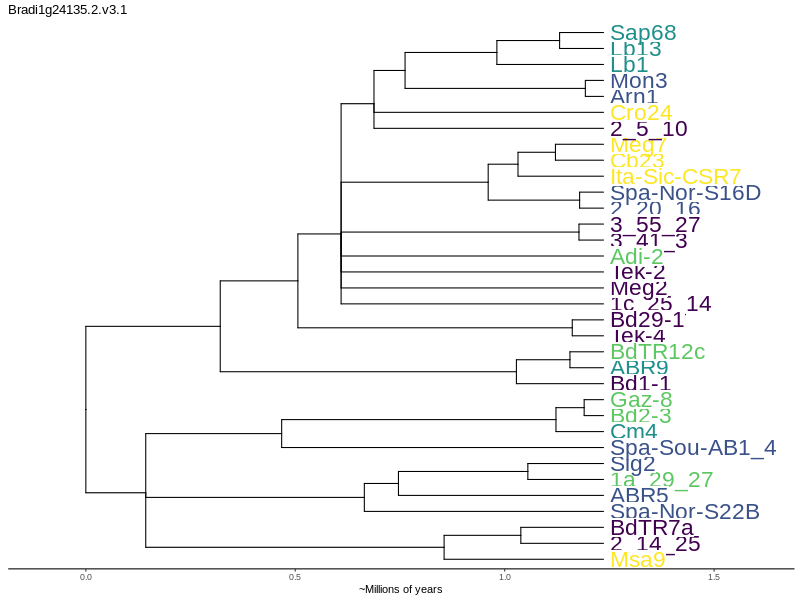 Bradi1g24135.2.v3.1
Sap68
Lb13
Lb1
Mon3
Arn1
Cro24
2_5_10
Meg7
Cb23
Ita-Sic-CSR7
Spa-Nor-S16D
2_20_16
3_55_27
3_41_3
Adi-2
Tek-2
Meg2
1c_25_14
Bd29-1
Tek-4
BdTR12c
ABR9
Bd1-1
Gaz-8
Bd2-3
Cm4
Spa-Sou-AB1_4
Slg2
1a_29_27
ABR5
Spa-Nor-S22B
BdTR7a
2_14_25
Msa9
0.0 0.5 1.0 1.5
~Millions of years